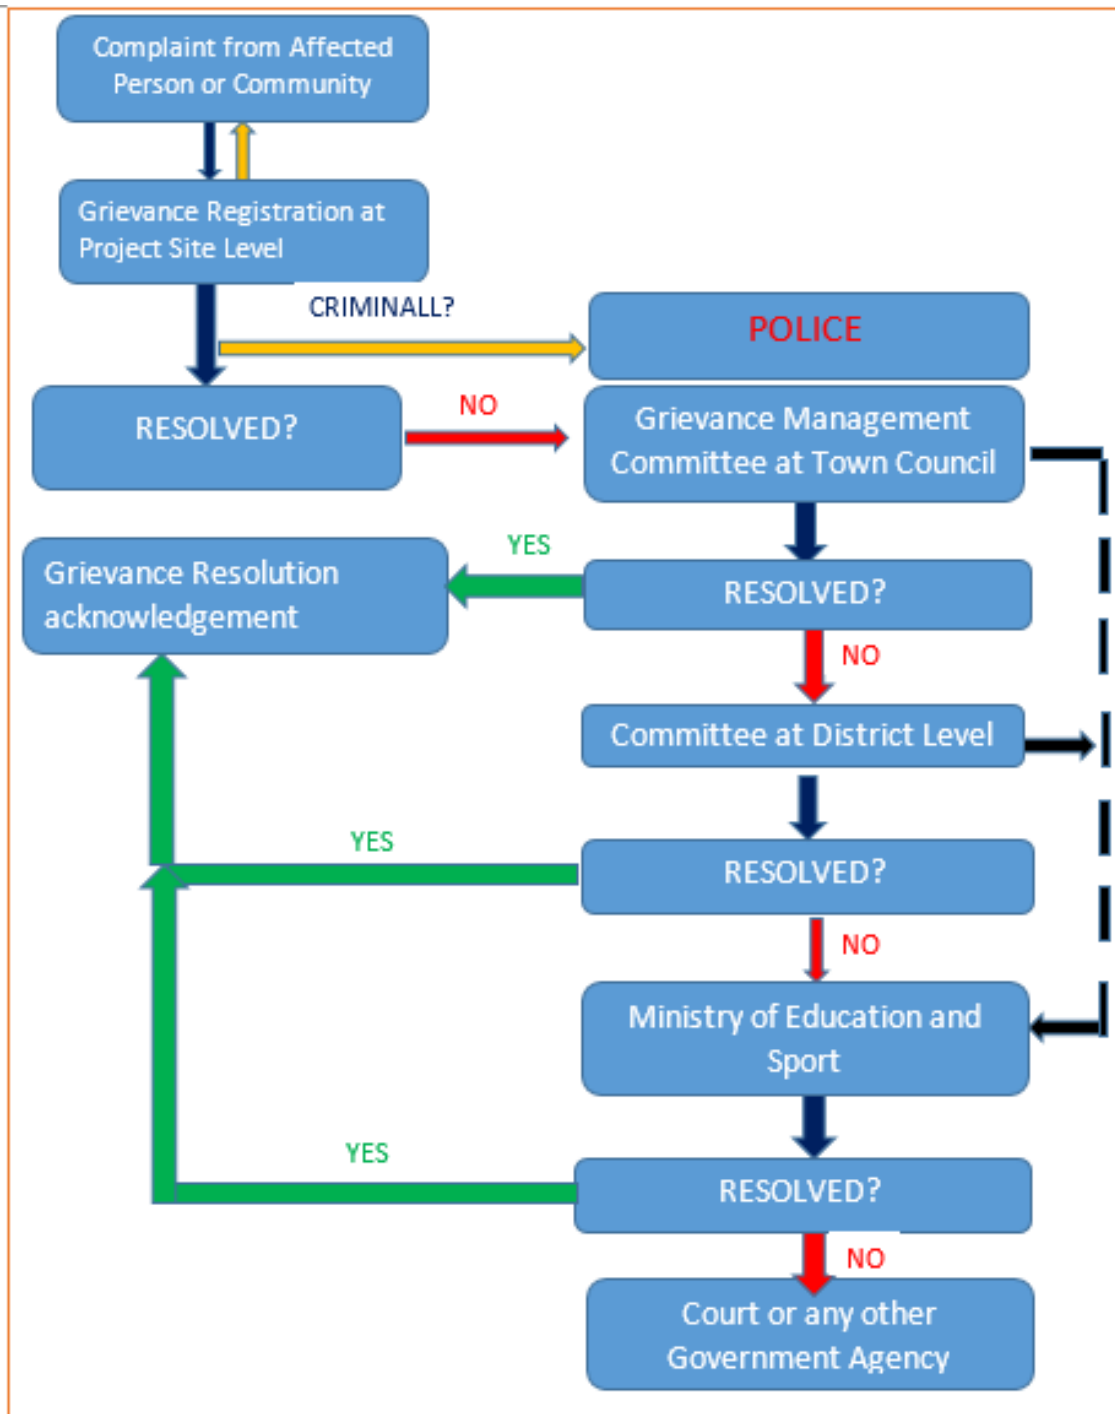 Complaint from Affected
Person or Community
Grievance Registration at
Project Site Level
CRIMINALL?
POLICE
RESOLVED?
NO
Grievance Management
Committee at Town Council
Grievance Resolution
acknowledgement
YES
RESOLVED?
NO
Committee at District Level
YES
RESOLVED?
NO
Ministry of Education and
Sport
YES
RESOLVED?
NO
Court or any other
Government Agency